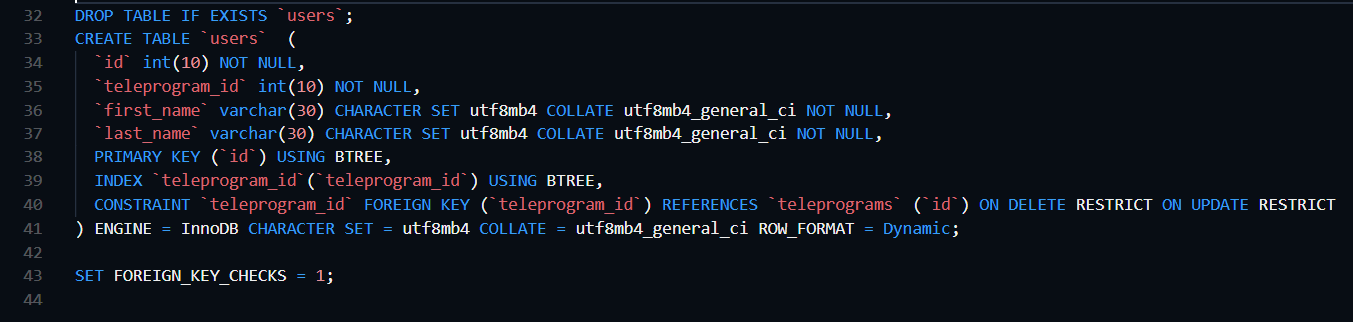 32 DROP TABLE IF EXISTS `users`;
33 CREATE TABLE `users`  (
34   `id` int(10) NOT NULL,
35   `teleprogram_id` int(10) NOT NULL,
36   `first_name` varchar(30) CHARACTER SET utf8mb4 COLLATE utf8mb4_general_ci NOT NULL,
37   `last_name` varchar(30) CHARACTER SET utf8mb4 COLLATE utf8mb4_general_ci NOT NULL,
38   PRIMARY KEY (`id`) USING BTREE,
39   INDEX `teleprogram_id`(`teleprogram_id`) USING BTREE,
40   CONSTRAINT `teleprogram_id` FOREIGN KEY (`teleprogram_id`) REFERENCES `teleprograms` (`id`) ON DELETE RESTRICT ON UPDATE RESTRICT
41 ) ENGINE = InnoDB CHARACTER SET = utf8mb4 COLLATE = utf8mb4_general_ci ROW_FORMAT = Dynamic;
42
43 SET FOREIGN_KEY_CHECKS = 1;
44